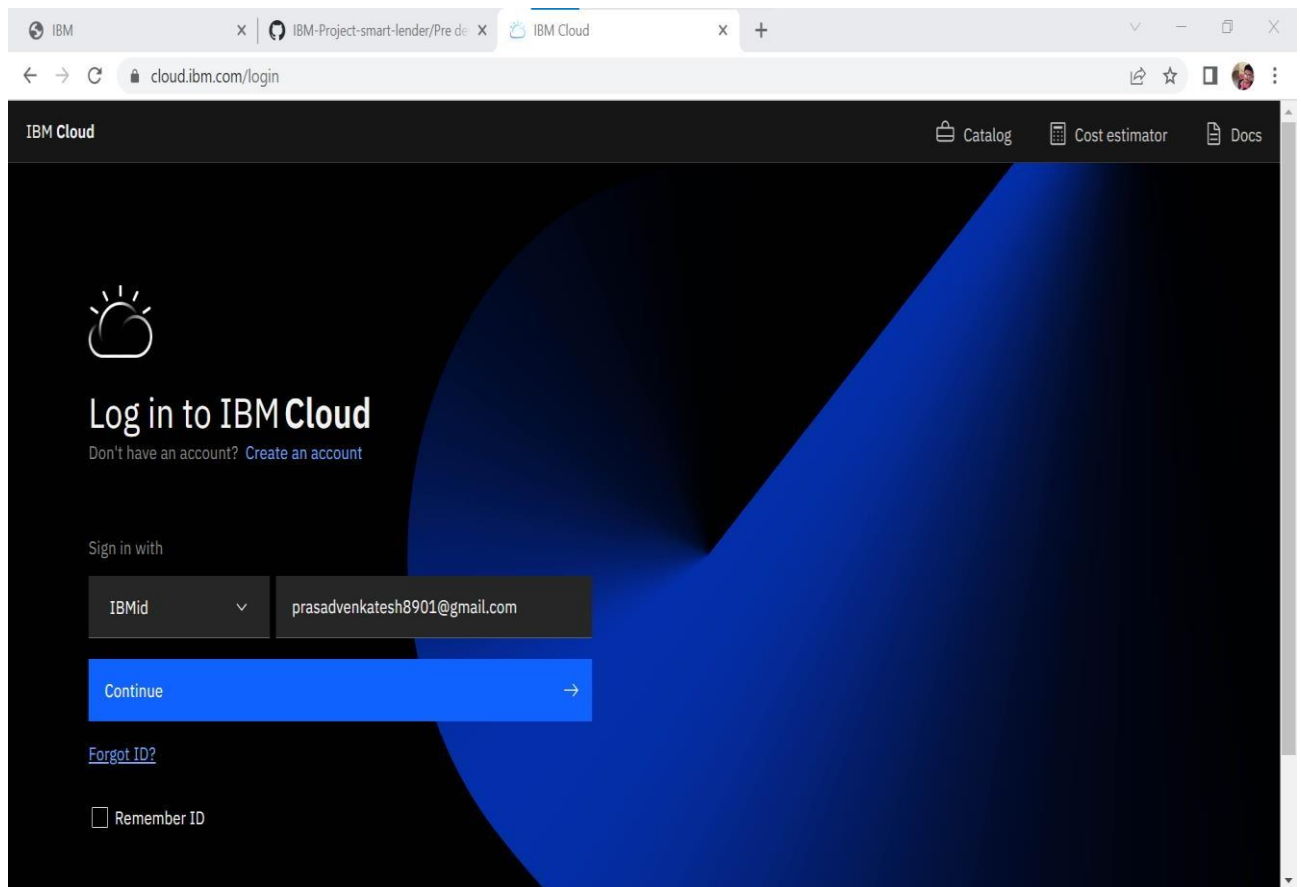 IBM
IBM-Project-smart-lender/Pre de
IBM Cloud
cloud.ibm.com/login
IBM Cloud
Catalog
Cost estimator
Docs
Log in to IBM Cloud
Don't have an account? Create an account
Sign in with
IBMid
prasadvenkatesh8901@gmail.com
Continue
Forgot ID?
Remember ID